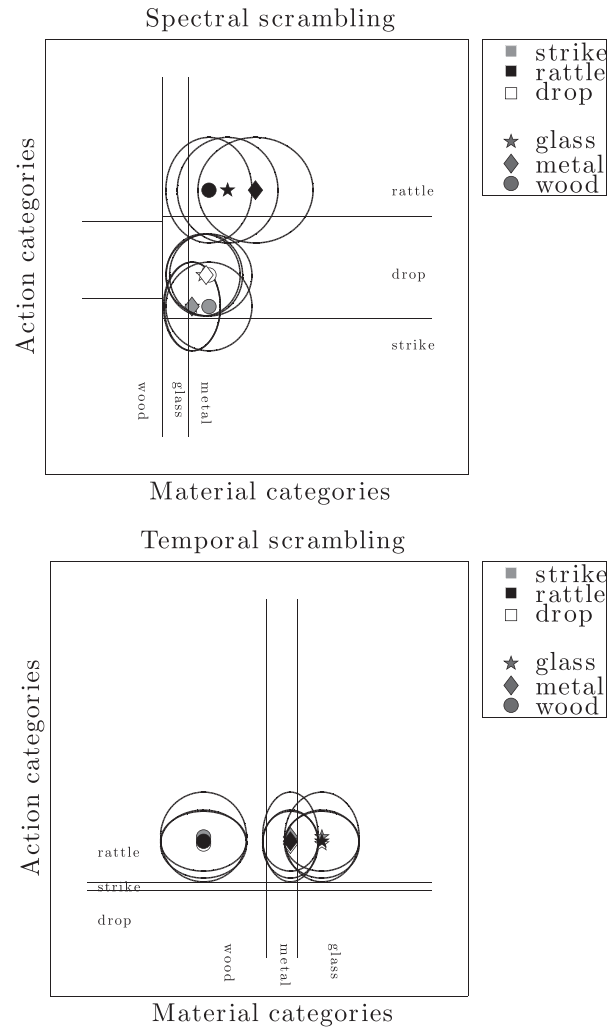 Spectral scrambling
strike
rattle
drop
glass
metal
wood
Action categories
rattle
drop
strike
wood
glass
metal
Material categories
Temporal scrambling
strike
rattle
drop
glass
metal
wood
Action categories
rattle
strike
drop
wood
metal
glass
Material categories